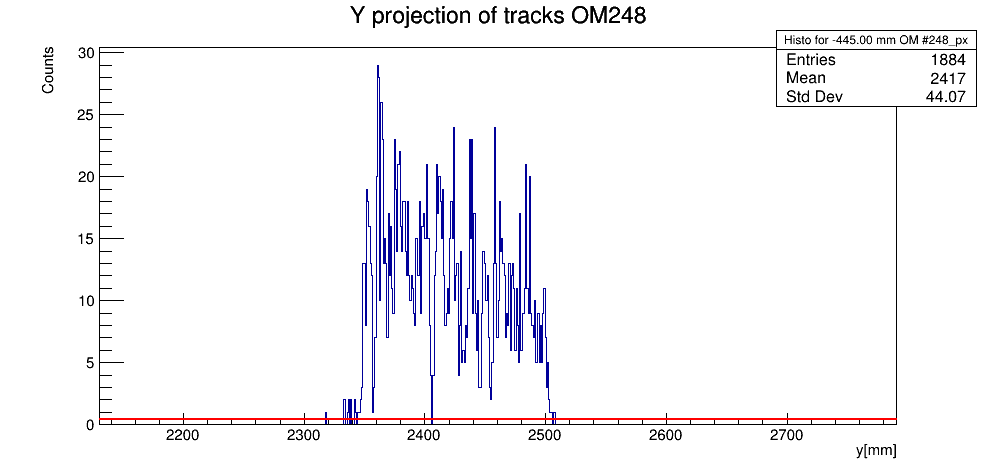 Y projection of tracks OM248
Histo for -445.00 mm OM #248_px
Entries 1884
Mean 2417
Std Dev 44.07
Counts
30
25
20
15
10
5
0
2200 2300 2400 2500 2600 2700
y[mm]